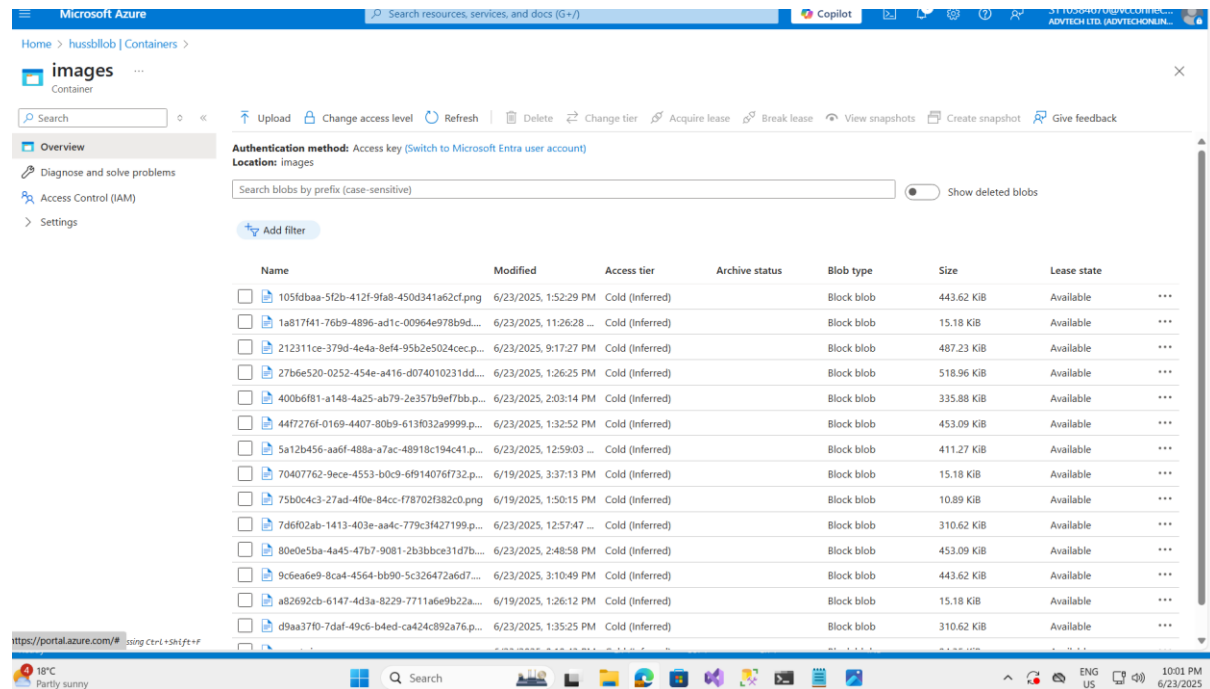 Microsoft Azure
Search resources, services, and docs (G+/)
Copilot
ADVTECH LTD. (ADVTECHONLIN...
Home > hussbllob | Containers >
images ...
Container
Search
Upload Change access level Refresh Delete Change tier Acquire lease Break lease View snapshots Create snapshot Give feedback
Overview
Diagnose and solve problems
Access Control (IAM)
Settings
Authentication method: Access key (Switch to Microsoft Entra user account)
Location: images
Search blobs by prefix (case-sensitive)
Show deleted blobs
Add filter
Name Modified Access tier Archive status Blob type Size Lease state
105fdbaa-5f2b-412f-9fa8-450d341a62cf.png 6/23/2025, 1:52:29 PM Cold (Inferred) Block blob 443.62 KiB Available ...
1a817f41-76b9-4896-ad1c-00964e978b9d.... 6/23/2025, 11:26:28 ... Cold (Inferred) Block blob 15.18 KiB Available ...
212311ce-379d-4e4a-8ef4-95b2e5024cec.p... 6/23/2025, 9:17:27 PM Cold (Inferred) Block blob 487.23 KiB Available ...
27b6e520-0252-454e-a416-d074010231dd.... 6/23/2025, 1:26:25 PM Cold (Inferred) Block blob 518.96 KiB Available ...
400b6f81-a148-4a25-ab79-2e357b9ef7bb.p... 6/23/2025, 2:03:14 PM Cold (Inferred) Block blob 335.88 KiB Available ...
44f7276f-0169-4407-80b9-613f032a9999.p... 6/23/2025, 1:32:52 PM Cold (Inferred) Block blob 453.09 KiB Available ...
5a12b456-aa6f-488a-a7ac-48918c194c41.p... 6/23/2025, 12:59:03 ... Cold (Inferred) Block blob 411.27 KiB Available ...
70407762-9ece-4553-b0c9-6f914076f732.p... 6/19/2025, 3:37:13 PM Cold (Inferred) Block blob 15.18 KiB Available ...
75b0c4c3-27ad-4f0e-84cc-f78702f382c0.png 6/19/2025, 1:50:15 PM Cold (Inferred) Block blob 10.89 KiB Available ...
7d6f02ab-1413-403e-aa4c-779c3f427199.p... 6/23/2025, 12:57:47 ... Cold (Inferred) Block blob 310.62 KiB Available ...
80e0e5ba-4a45-47b7-9081-2b3bbce31d7b.... 6/23/2025, 2:48:58 PM Cold (Inferred) Block blob 453.09 KiB Available ...
9c6ea6e9-8ca4-4564-bb90-5c326472a6d7.... 6/23/2025, 3:10:49 PM Cold (Inferred) Block blob 443.62 KiB Available ...
a82692cb-6147-4d3a-8229-7711a6e9b22a.... 6/19/2025, 1:26:12 PM Cold (Inferred) Block blob 15.18 KiB Available ...
d9aa37f0-7daf-49c6-b4ed-ca424c892a76.p... 6/23/2025, 1:35:25 PM Cold (Inferred) Block blob 310.62 KiB Available ...
https://portal.azure.com/# ssing Ctrl+Shift+F
18°C
Partly sunny
Search
ENG
US
10:01 PM
6/23/2025